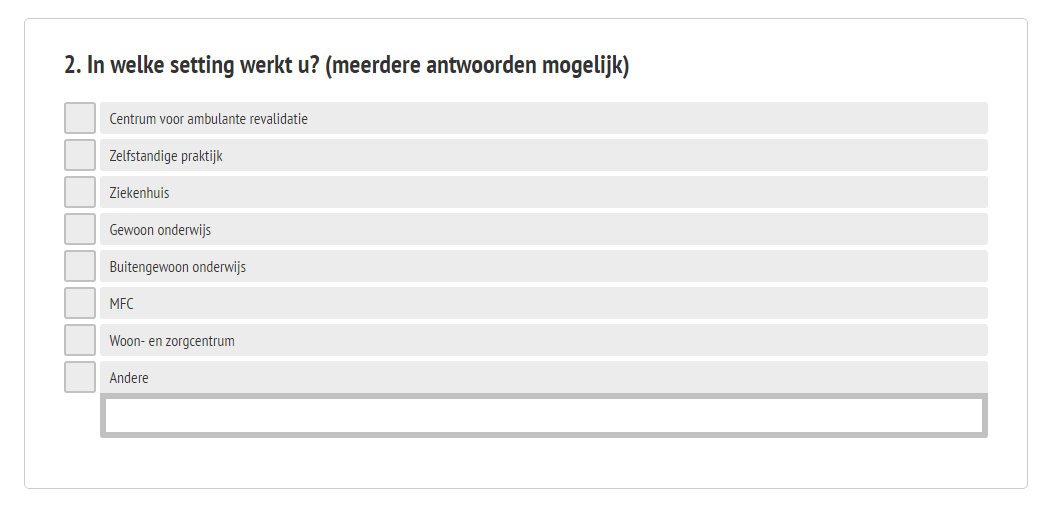 2. In welke setting werkt u? (meerdere antwoorden mogelijk)
Centrum voor ambulante revalidatie
Zelfstandige praktijk
Ziekenhuis
Gewoon onderwijs
Buitengewoon onderwijs
MFC
Woon- en zorgcentrum
Andere